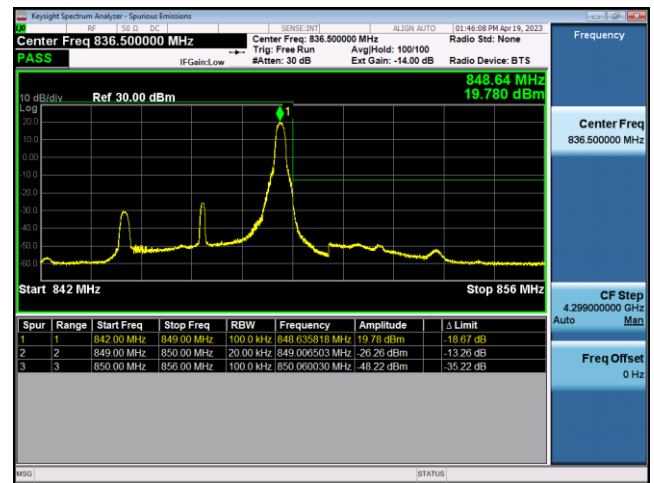 Keysight Spectrum Analyzer - Spurious Emissions
RF 50 Ω DC SENSE:INT ALIGN AUTO 01:46:08 PM Apr 19, 2023
Center Freq 836.500000 MHz
Center Freq: 836.500000 MHz Radio Std: None
Trig: Free Run Avg|Hold: 100/100
PASS IFGain:Low #Atten: 30 dB Ext Gain: -14.00 dB Radio Device: BTS
848.64 MHz
19.780 dBm
10 dB/div Ref 30.00 dBm
Log
1
20.0
10.0
0.00
-10.0
-20.0
-30.0
-40.0
-50.0
-60.0
Start 842 MHz Stop 856 MHz
Spur Range Start Freq Stop Freq RBW Frequency Amplitude Δ Limit
1 1 842.00 MHz 849.00 MHz 100.0 kHz 848.635818 MHz 19.78 dBm -18.67 dB
2 2 849.00 MHz 850.00 MHz 20.00 kHz 849.006503 MHz -26.26 dBm -13.26 dB
3 3 850.00 MHz 856.00 MHz 100.0 kHz 850.060030 MHz -48.22 dBm -35.22 dB
MSG STATUS
Frequency
Center Freq
836.500000 MHz
CF Step
4.299000000 GHz
Auto Man
Freq Offset
0 Hz